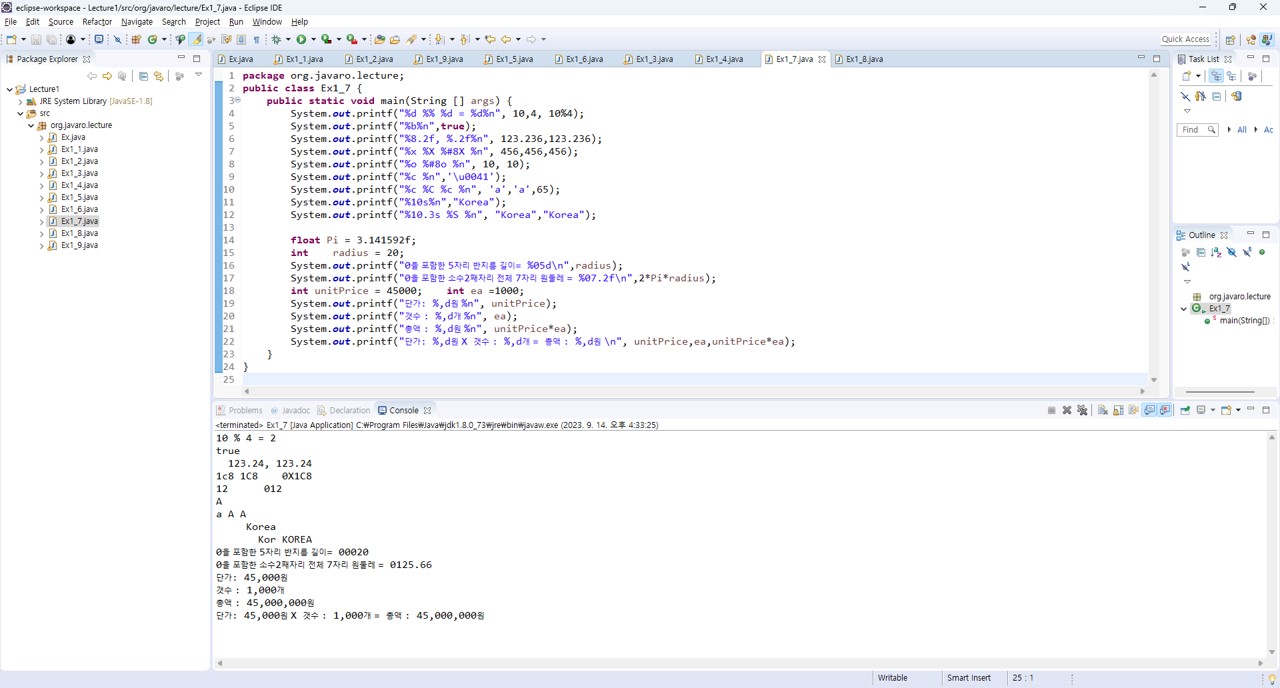 eclipse-workspace - Lecture1/src/org/javaro/lecture/Ex1_7.java - Eclipse IDE
File Edit Source Refactor Navigate Search Project Run Window Help
Quick Access
Package Explorer
Lecture1
JRE System Library [JavaSE-1.8]
src
org.javaro.lecture
Ex.java
Ex1_1.java
Ex1_2.java
Ex1_3.java
Ex1_4.java
Ex1_5.java
Ex1_6.java
Ex1_7.java
Ex1_8.java
Ex1_9.java
Ex.java Ex1_1.java Ex1_2.java Ex1_9.java Ex1_5.java Ex1_6.java Ex1_3.java Ex1_4.java Ex1_7.java Ex1_8.java
1 package org.javaro.lecture;
2 public class Ex1_7 {
3 public static void main(String [] args) {
4 System.out.printf("%d %% %d = %d%n", 10,4, 10%4);
5 System.out.printf("%b%n",true);
6 System.out.printf("%8.2f, %.2f%n", 123.236,123.236);
7 System.out.printf("%x %X %#8X %n", 456,456,456);
8 System.out.printf("%o %#8o %n", 10, 10);
9 System.out.printf("%c %n",'\u0041');
10 System.out.printf("%c %C %c %n", 'a','a',65);
11 System.out.printf("%10s%n","Korea");
12 System.out.printf("%10.3s %S %n", "Korea","Korea");
13
14 float Pi = 3.141592f;
15 int radius = 20;
16 System.out.printf("0을 포함한 5자리 반지름 길이= %05d\n",radius);
17 System.out.printf("0을 포함한 소수2째자리 전체 7자리 원둘레 = %07.2f\n",2*Pi*radius);
18 int unitPrice = 45000; int ea =1000;
19 System.out.printf("단가: %,d원 %n", unitPrice);
20 System.out.printf("갯수 : %,d개 %n", ea);
21 System.out.printf("총액 : %,d원 %n", unitPrice*ea);
22 System.out.printf("단가: %,d원 X 갯수 : %,d개 = 총액 : %,d원 \n", unitPrice,ea,unitPrice*ea);
23 }
24 }
25
Task List
Find All Ac
Outline
org.javaro.lecture
Ex1_7
main(String[]) :
Problems Javadoc Declaration Console
<terminated> Ex1_7 [Java Application] C:₩Program Files₩Java₩jdk1.8.0_73₩jre₩bin₩javaw.exe (2023. 9. 14. 오후 4:33:25)
10 % 4 = 2
true
123.24, 123.24
1c8 1C8 0X1C8
12 012
A
a A A
Korea
Kor KOREA
0을 포함한 5자리 반지름 길이= 00020
0을 포함한 소수2째자리 전체 7자리 원둘레 = 0125.66
단가: 45,000원
갯수 : 1,000개
총액 : 45,000,000원
단가: 45,000원 X 갯수 : 1,000개 = 총액 : 45,000,000원
Writable Smart Insert 25 : 1